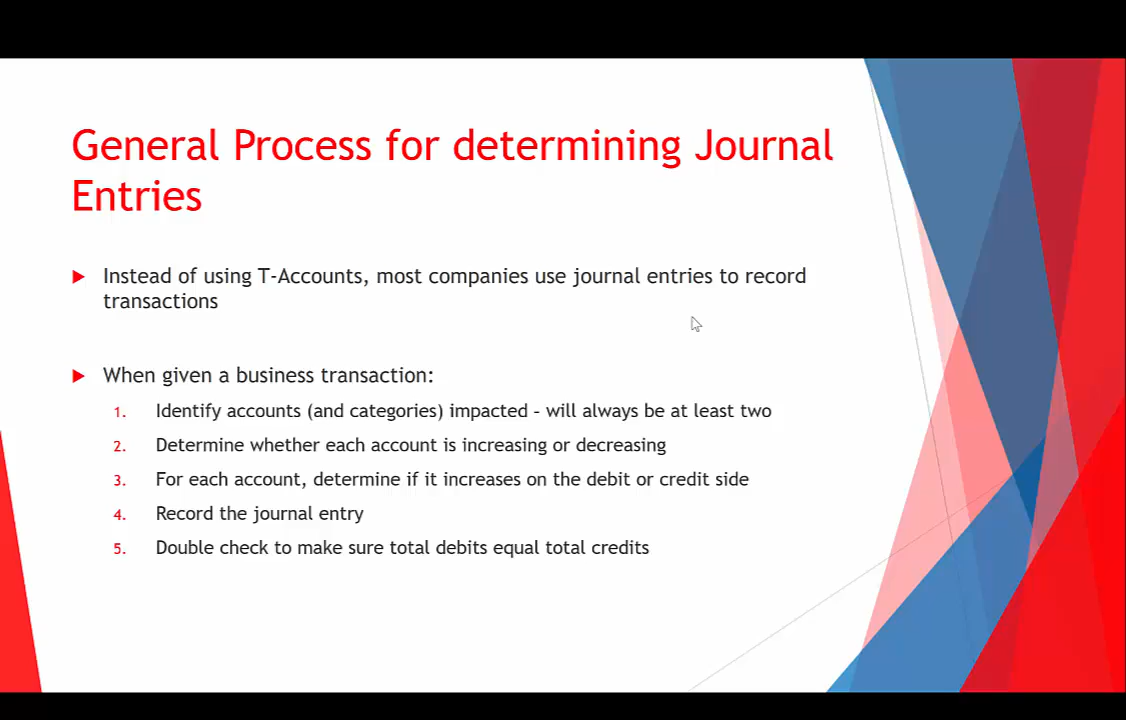 General Process for determining Journal
Entries
Instead of using T-Accounts, most companies use journal entries to record
transactions
When given a business transaction:
1. Identify accounts (and categories) impacted – will always be at least two
2. Determine whether each account is increasing or decreasing
3. For each account, determine if it increases on the debit or credit side
4. Record the journal entry
5. Double check to make sure total debits equal total credits